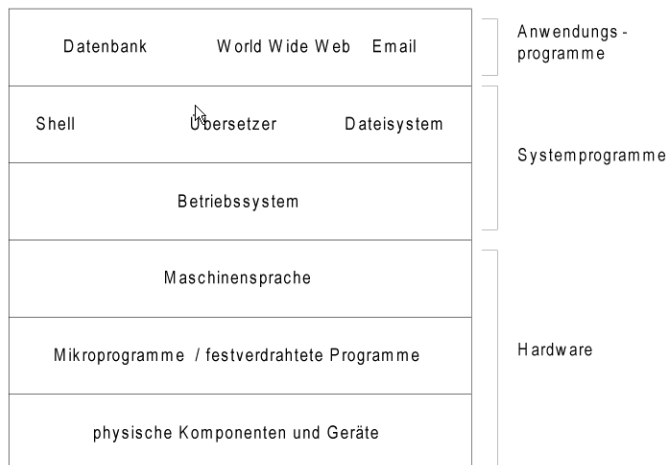 Datenbank World Wide Web Email
Anwendungs-
programme
Shell Übersetzer Dateisystem
Systemprogramme
Betriebssystem
Maschinensprache
Mikroprogramme / festverdrahtete Programme
Hardware
physische Komponenten und Geräte